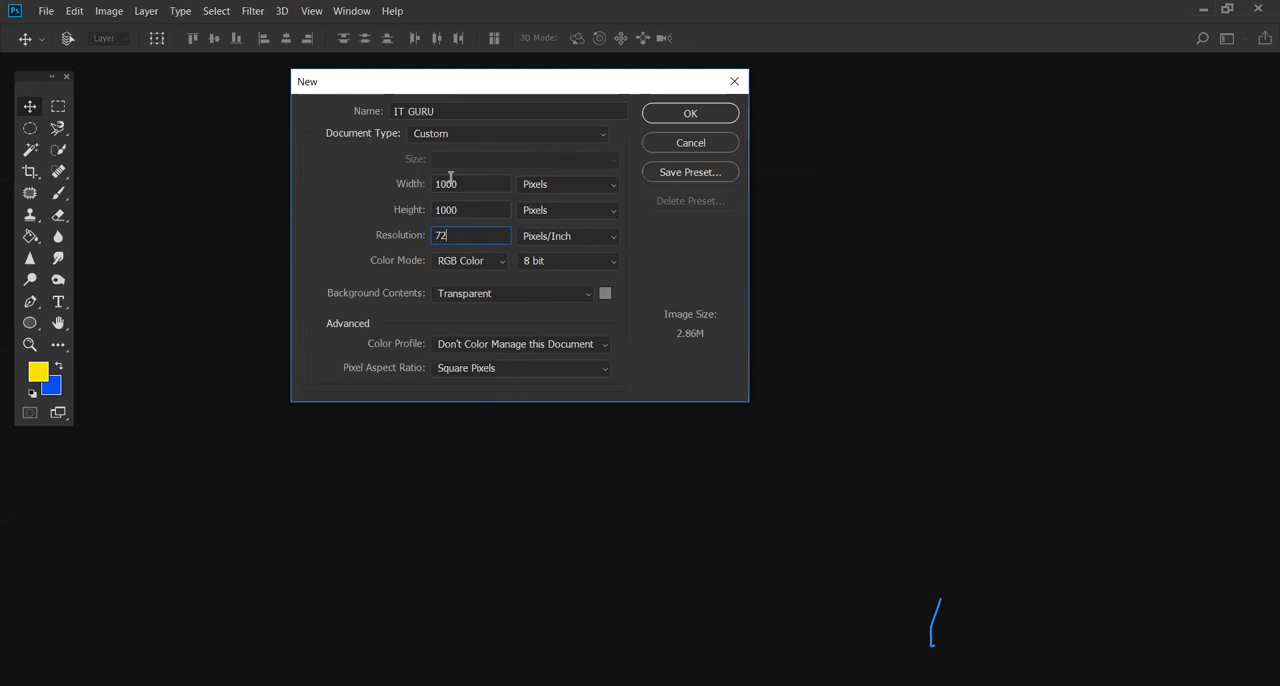 Ps File Edit Image Layer Type Select Filter 3D View Window Help
Layer 3D Mode:
New
Name: IT GURU OK
Document Type: Custom
Cancel
Size:
Save Preset...
Width: 1000 Pixels
Delete Preset...
Height: 1000 Pixels
Resolution: 72 Pixels/Inch
Color Mode: RGB Color 8 bit
Background Contents: Transparent
Image Size:
Advanced
2.86M
Color Profile: Don't Color Manage this Document
Pixel Aspect Ratio: Square Pixels